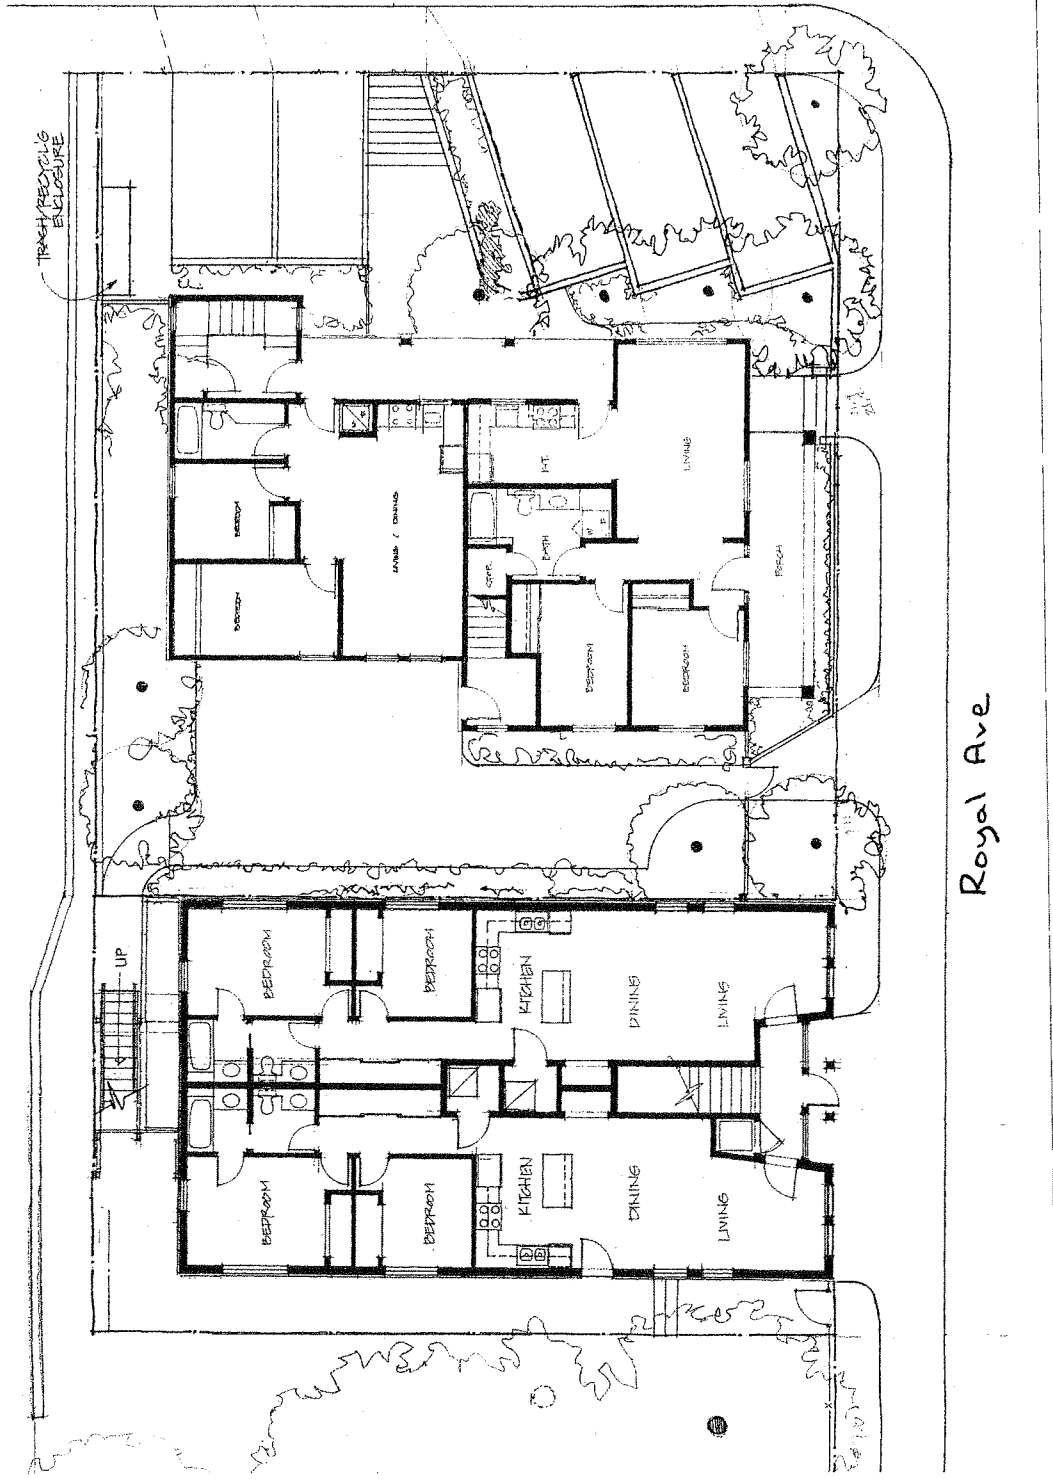 TRASH/RECYCL'G
ENCLOSURE
BEDROOM
LIVING / DINING
BEDROOM
KIT.
LIVING
BATH
STOR.
PORCH
BEDROOM
BEDROOM
UP
BEDROOM
BEDROOM
KITCHEN
DINING
LIVING
BEDROOM
BEDROOM
KITCHEN
DINING
LIVING
Royal Ave